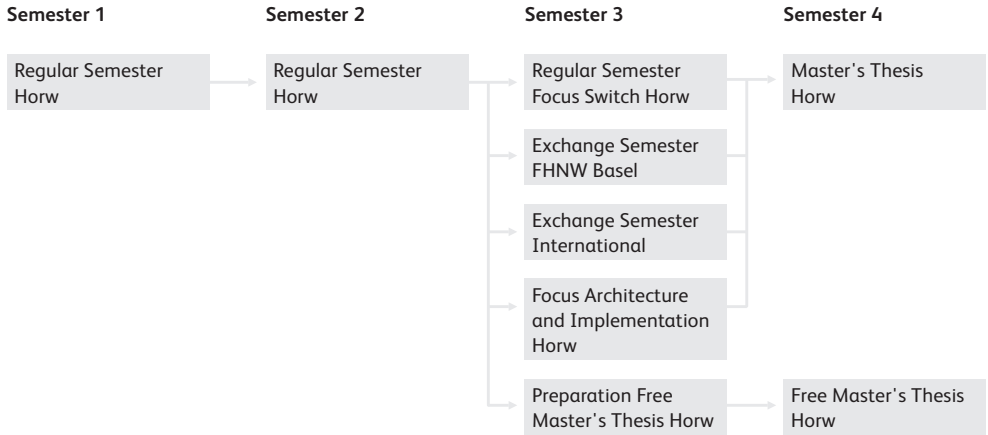 Semester 1
Semester 2
Semester 3
Semester 4
Regular Semester
Horw
Regular Semester
Horw
Regular Semester
Focus Switch Horw
Master's Thesis
Horw
Exchange Semester
FHNW Basel
Exchange Semester
International
Focus Architecture
and Implementation
Horw
Preparation Free
Master's Thesis Horw
Free Master's Thesis
Horw